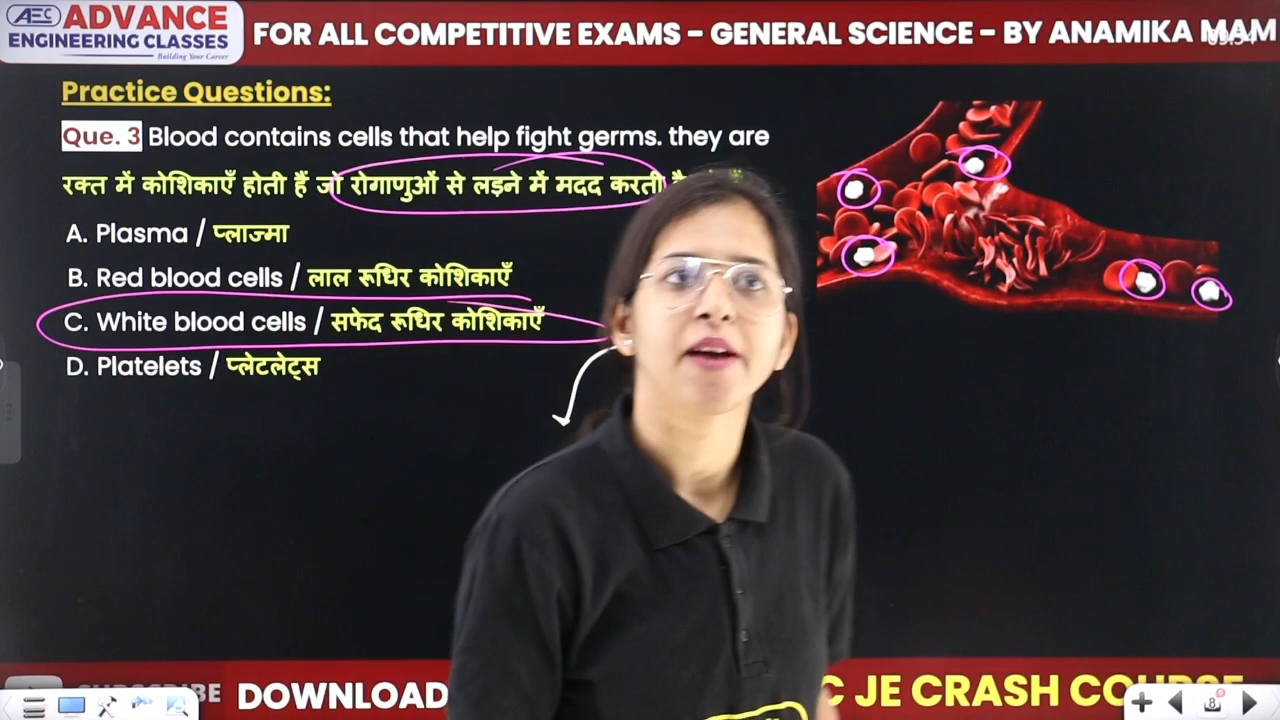 AEC ADVANCE
ENGINEERING CLASSES
Building Your Career
FOR ALL COMPETITIVE EXAMS - GENERAL SCIENCE - BY ANAMIKA MAM
Practice Questions:
Que. 3 Blood contains cells that help fight germs. they are
रक्त में कोशिकाएँ होती हैं जो रोगाणुओं से लड़ने में मदद करती
A. Plasma / प्लाज्मा
B. Red blood cells / लाल रूधिर कोशिकाएँ
C. White blood cells / सफेद रूधिर कोशिकाएँ
D. Platelets / प्लेटलेट्स
DOWNLOAD C JE CRASH COURSE
8